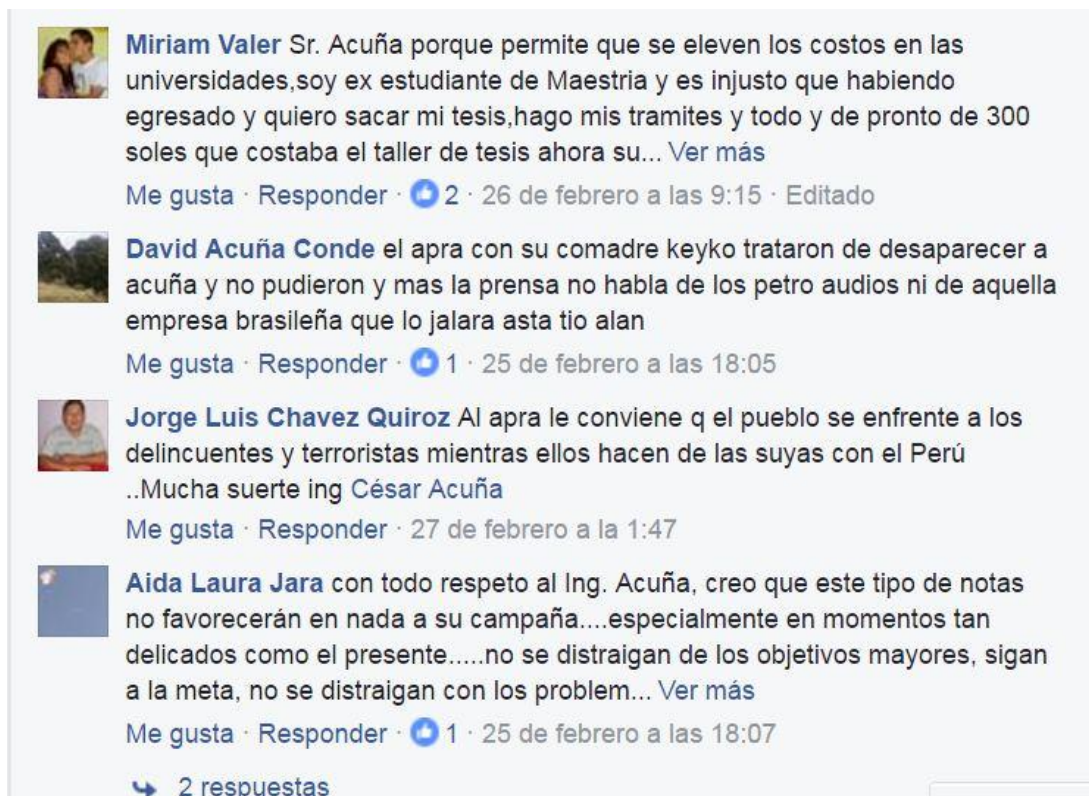 Miriam Valer Sr. Acuña porque permite que se eleven los costos en las
universidades,soy ex estudiante de Maestria y es injusto que habiendo
egresado y quiero sacar mi tesis,hago mis tramites y todo y de pronto de 300
soles que costaba el taller de tesis ahora su... Ver más
Me gusta · Responder · 2 · 26 de febrero a las 9:15 · Editado
David Acuña Conde el apra con su comadre keyko trataron de desaparecer a
acuña y no pudieron y mas la prensa no habla de los petro audios ni de aquella
empresa brasileña que lo jalara asta tio alan
Me gusta · Responder · 1 · 25 de febrero a las 18:05
Jorge Luis Chavez Quiroz Al apra le conviene q el pueblo se enfrente a los
delincuentes y terroristas mientras ellos hacen de las suyas con el Perú
..Mucha suerte ing César Acuña
Me gusta · Responder · 27 de febrero a la 1:47
Aida Laura Jara con todo respeto al Ing. Acuña, creo que este tipo de notas
no favorecerán en nada a su campaña....especialmente en momentos tan
delicados como el presente.....no se distraigan de los objetivos mayores, sigan
a la meta, no se distraigan con los problem... Ver más
Me gusta · Responder · 1 · 25 de febrero a las 18:07
2 respuestas